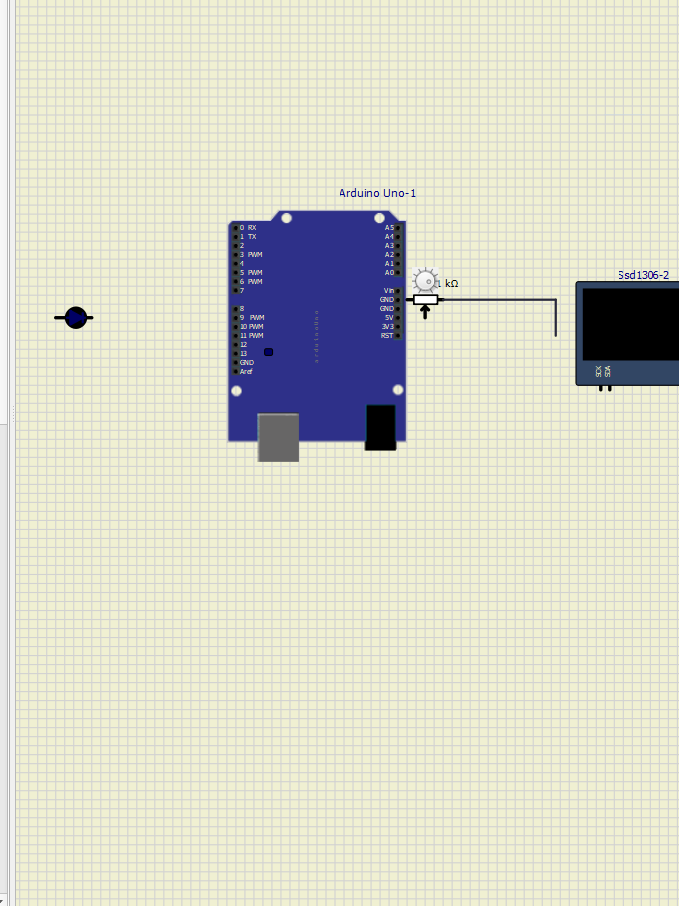 Arduino Uno-1
0 RX
1 TX
2
3 PWM
4
5 PWM
6 PWM
7
8
9 PWM
10 PWM
11 PWM
12
13
GND
Aref
A5
A4
A3
A2
A1
A0
Vin
GND
GND
5V
3V3
RST
arduinoUno
1 kΩ
Ssd1306-2
SCK
SDA